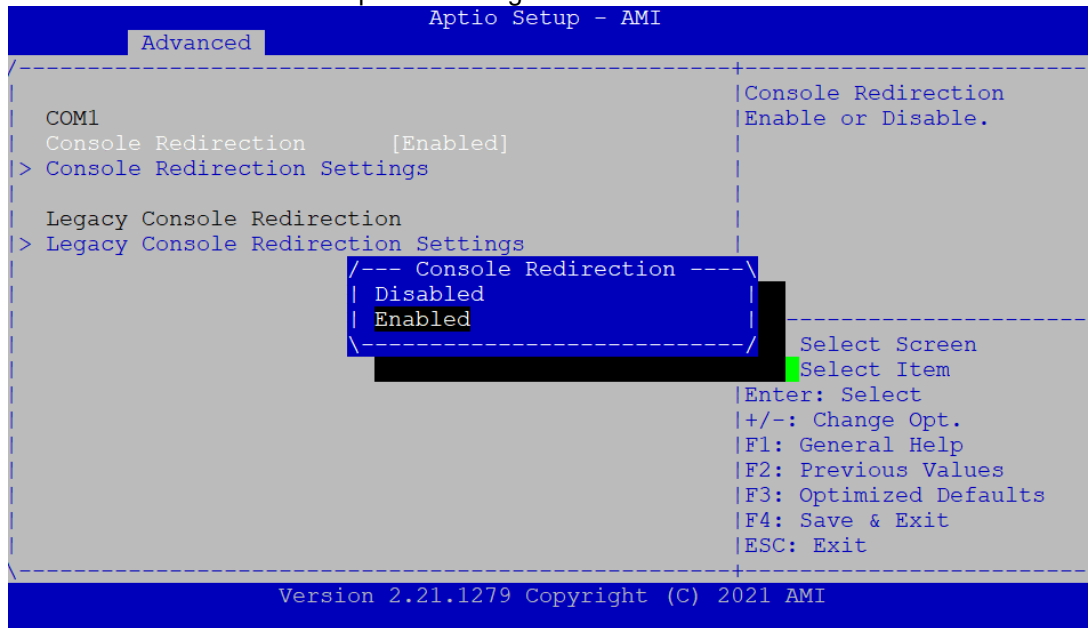 Aptio Setup - AMI
Advanced
/----------------------------------------------------+-------------------------
Console Redirection
COM1
Enable or Disable.
Console Redirection [Enabled]
> Console Redirection Settings
Legacy Console Redirection
> Legacy Console Redirection Settings
/--- Console Redirection ----\
| Disabled |
| Enabled |
\----------------------------/
Select Screen
Select Item
|Enter: Select
|+/-: Change Opt.
|F1: General Help
|F2: Previous Values
|F3: Optimized Defaults
|F4: Save & Exit
|ESC: Exit
\----------------------------------------------------+-------------------------
Version 2.21.1279 Copyright (C) 2021 AMI